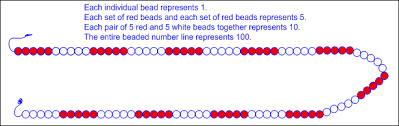 Each individual bead represents 1.
Each set of red beads and each set of red beads represents 5.
Each pair of 5 red and 5 white beads together represents 10.
The entire beaded number line represents 100.